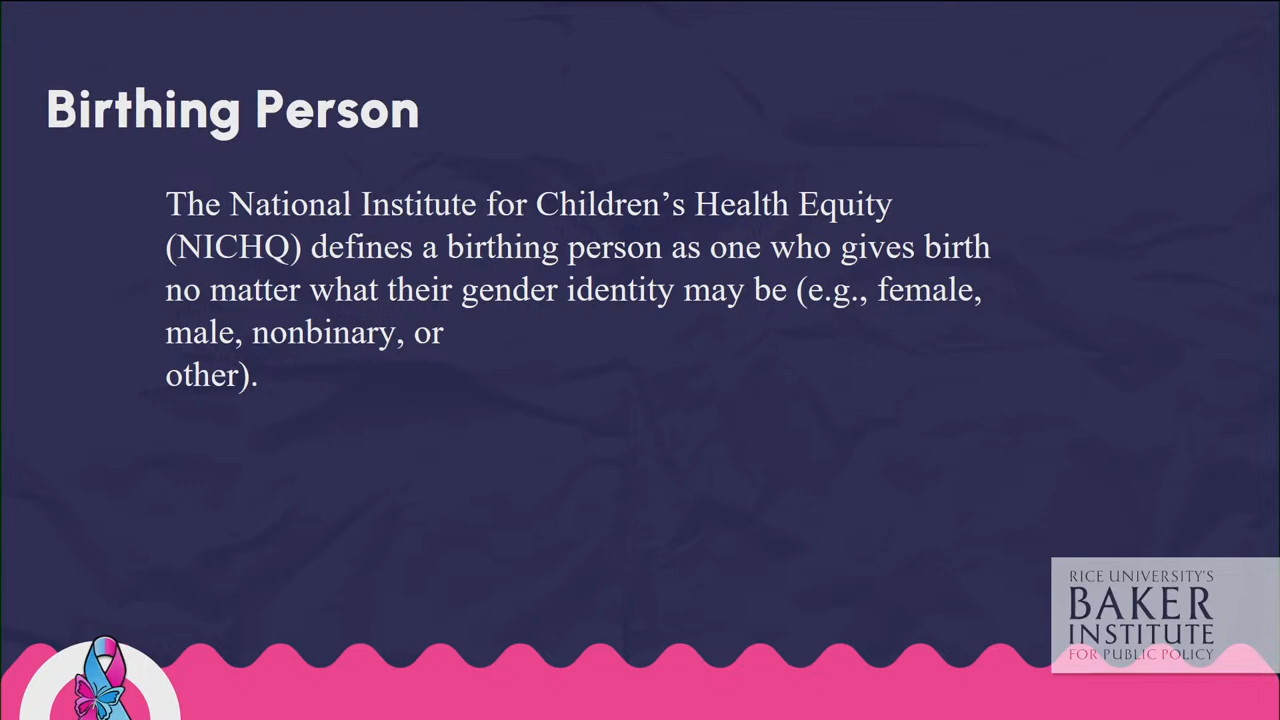 Birthing Person
The National Institute for Children’s Health Equity
(NICHQ) defines a birthing person as one who gives birth
no matter what their gender identity may be (e.g., female,
male, nonbinary, or
other).
RICE UNIVERSITY'S
BAKER
INSTITUTE
FOR PUBLIC POLICY